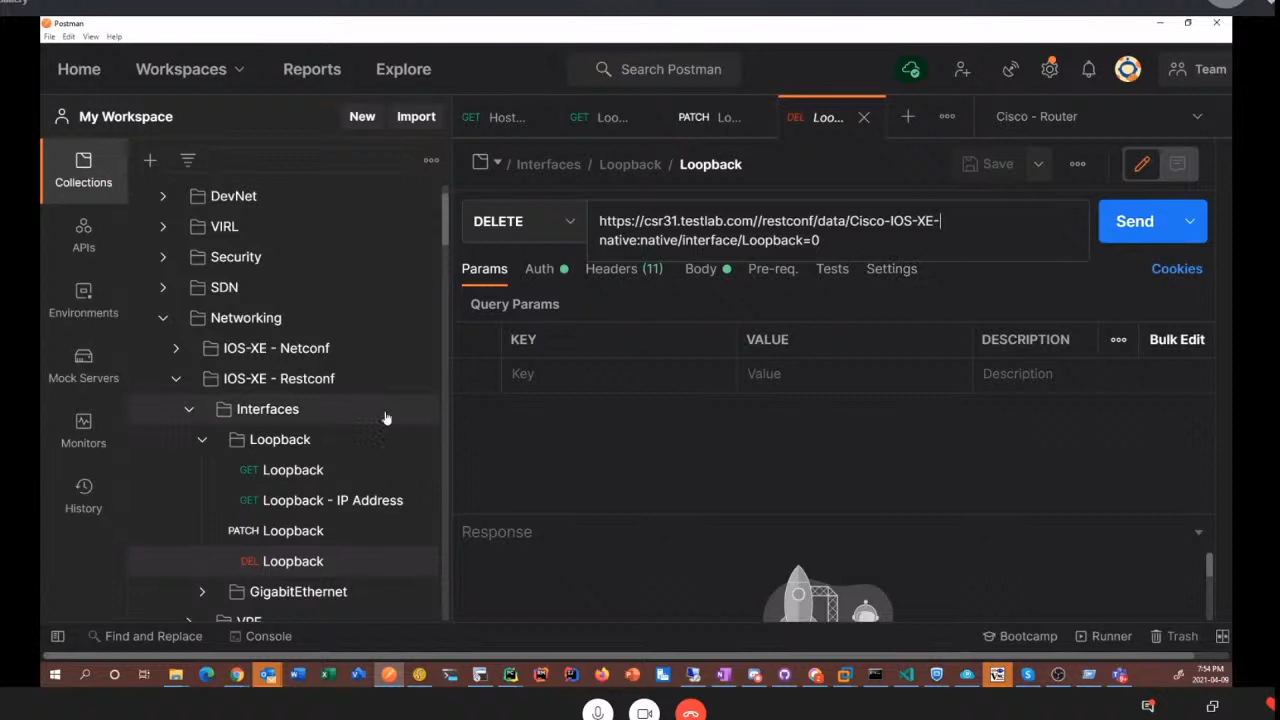 Postman
File Edit View Help
Home Workspaces Reports Explore Search Postman Team
My Workspace New Import
GET Host... GET Loo... PATCH Lo... DEL Loo... Cisco - Router
Collections
APIs
Environments
Mock Servers
Monitors
History
DevNet
VIRL
Security
SDN
Networking
IOS-XE - Netconf
IOS-XE - Restconf
Interfaces
Loopback
GET Loopback
GET Loopback - IP Address
PATCH Loopback
DEL Loopback
GigabitEthernet
VRF
/ Interfaces / Loopback / Loopback Save
DELETE https://csr31.testlab.com//restconf/data/Cisco-IOS-XE-
native:native/interface/Loopback=0
Send
Params Auth Headers (11) Body Pre-req. Tests Settings Cookies
Query Params
KEY VALUE DESCRIPTION Bulk Edit
Key Value Description
Response
Find and Replace Console Bootcamp Runner Trash
7:54 PM
2021-04-09